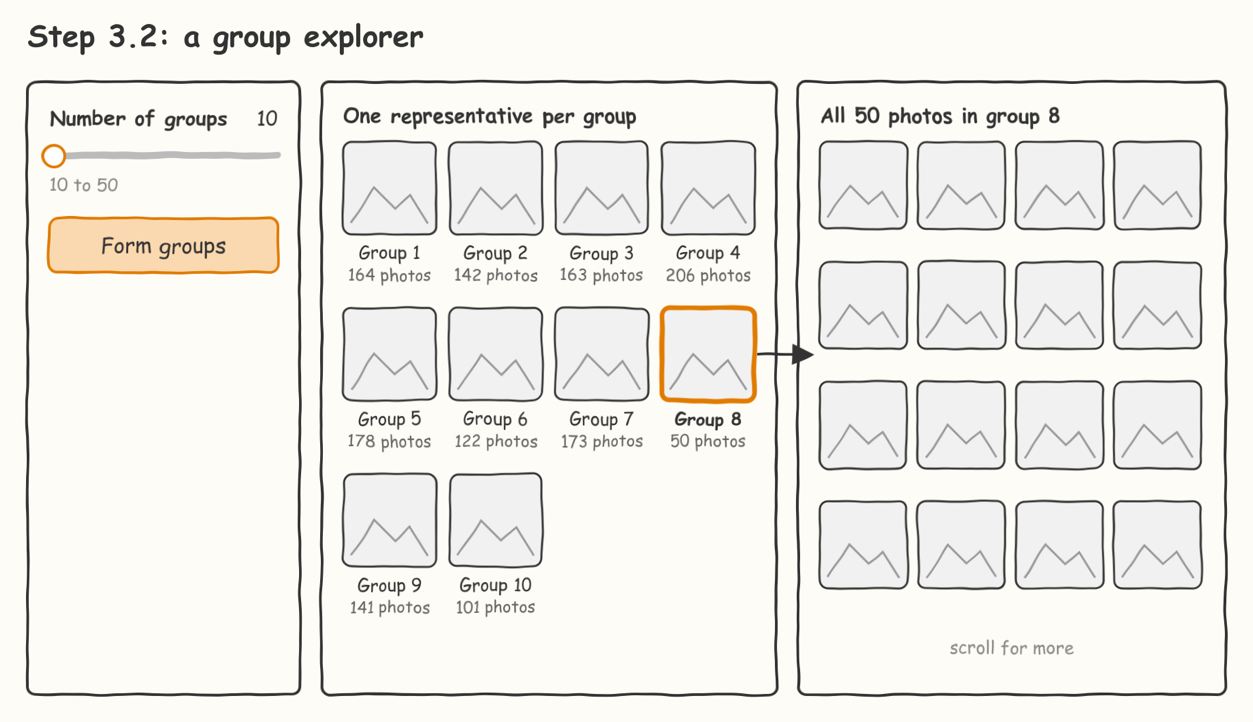 Step 3.2: a group explorer
Number of groups 10
10 to 50
Form groups
One representative per group
Group 1 Group 2 Group 3 Group 4
164 photos 142 photos 163 photos 206 photos
Group 5 Group 6 Group 7 Group 8
178 photos 122 photos 173 photos 50 photos
Group 9 Group 10
141 photos 101 photos
All 50 photos in group 8
scroll for more